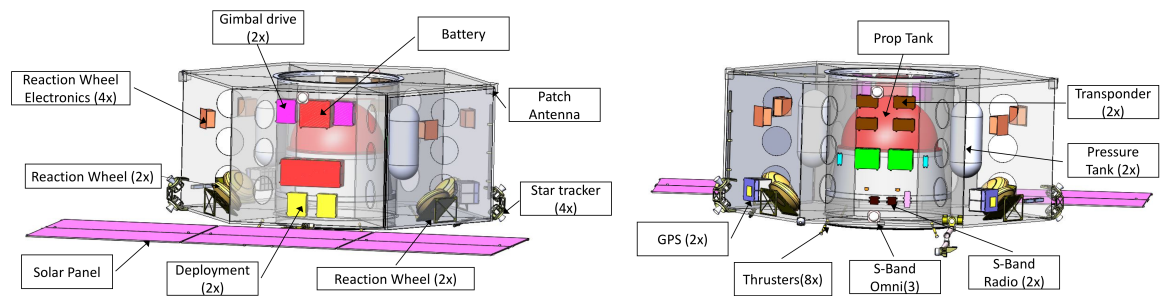 Gimbal drive
(2x)
Battery
Reaction Wheel
Electronics (4x)
Patch
Antenna
Reaction Wheel (2x)
Star tracker
(4x)
Solar Panel
Deployment
(2x)
Reaction Wheel (2x)
Prop Tank
Transponder
(2x)
Pressure
Tank (2x)
GPS (2x)
Thrusters(8x)
S-Band
Omni(3)
S-Band
Radio (2x)